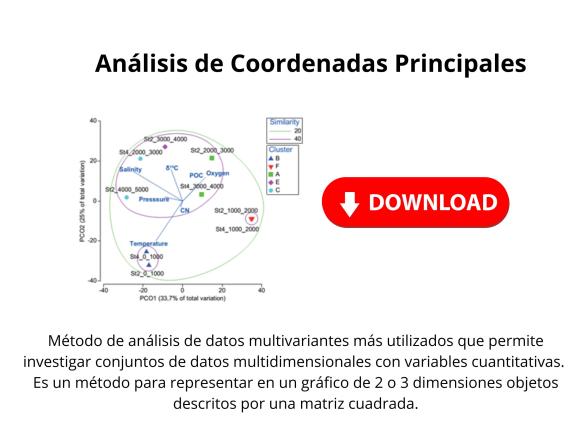 Análisis de Coordenadas Principales
Similarity
20
40
Cluster
B
F
A
E
C
40
20
0
-20
-40
PCO2 (25% of total variation)
St2_3000_4000
St4_2000_3000
St2_2000_3000
Salinity
δ¹³C
POC
Oxygen
St4_3000_4000
St2_4000_5000
Presssure
CN
St2_1000_2000
St4_1000_2000
Temperature
St4_0_1000
St2_0_1000
-40
-20
0
20
40
PCO1 (33,7% of total variation)
DOWNLOAD
Método de análisis de datos multivariantes más utilizados que permite
investigar conjuntos de datos multidimensionales con variables cuantitativas.
Es un método para representar en un gráfico de 2 o 3 dimensiones objetos
descritos por una matriz cuadrada.